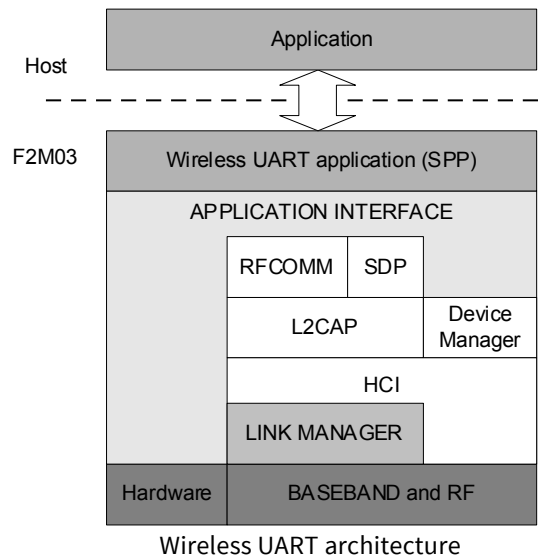 Application
Host
F2M03
Wireless UART application (SPP)
APPLICATION INTERFACE
RFCOMM
SDP
L2CAP
Device
Manager
HCI
LINK MANAGER
Hardware
BASEBAND and RF
Wireless UART architecture